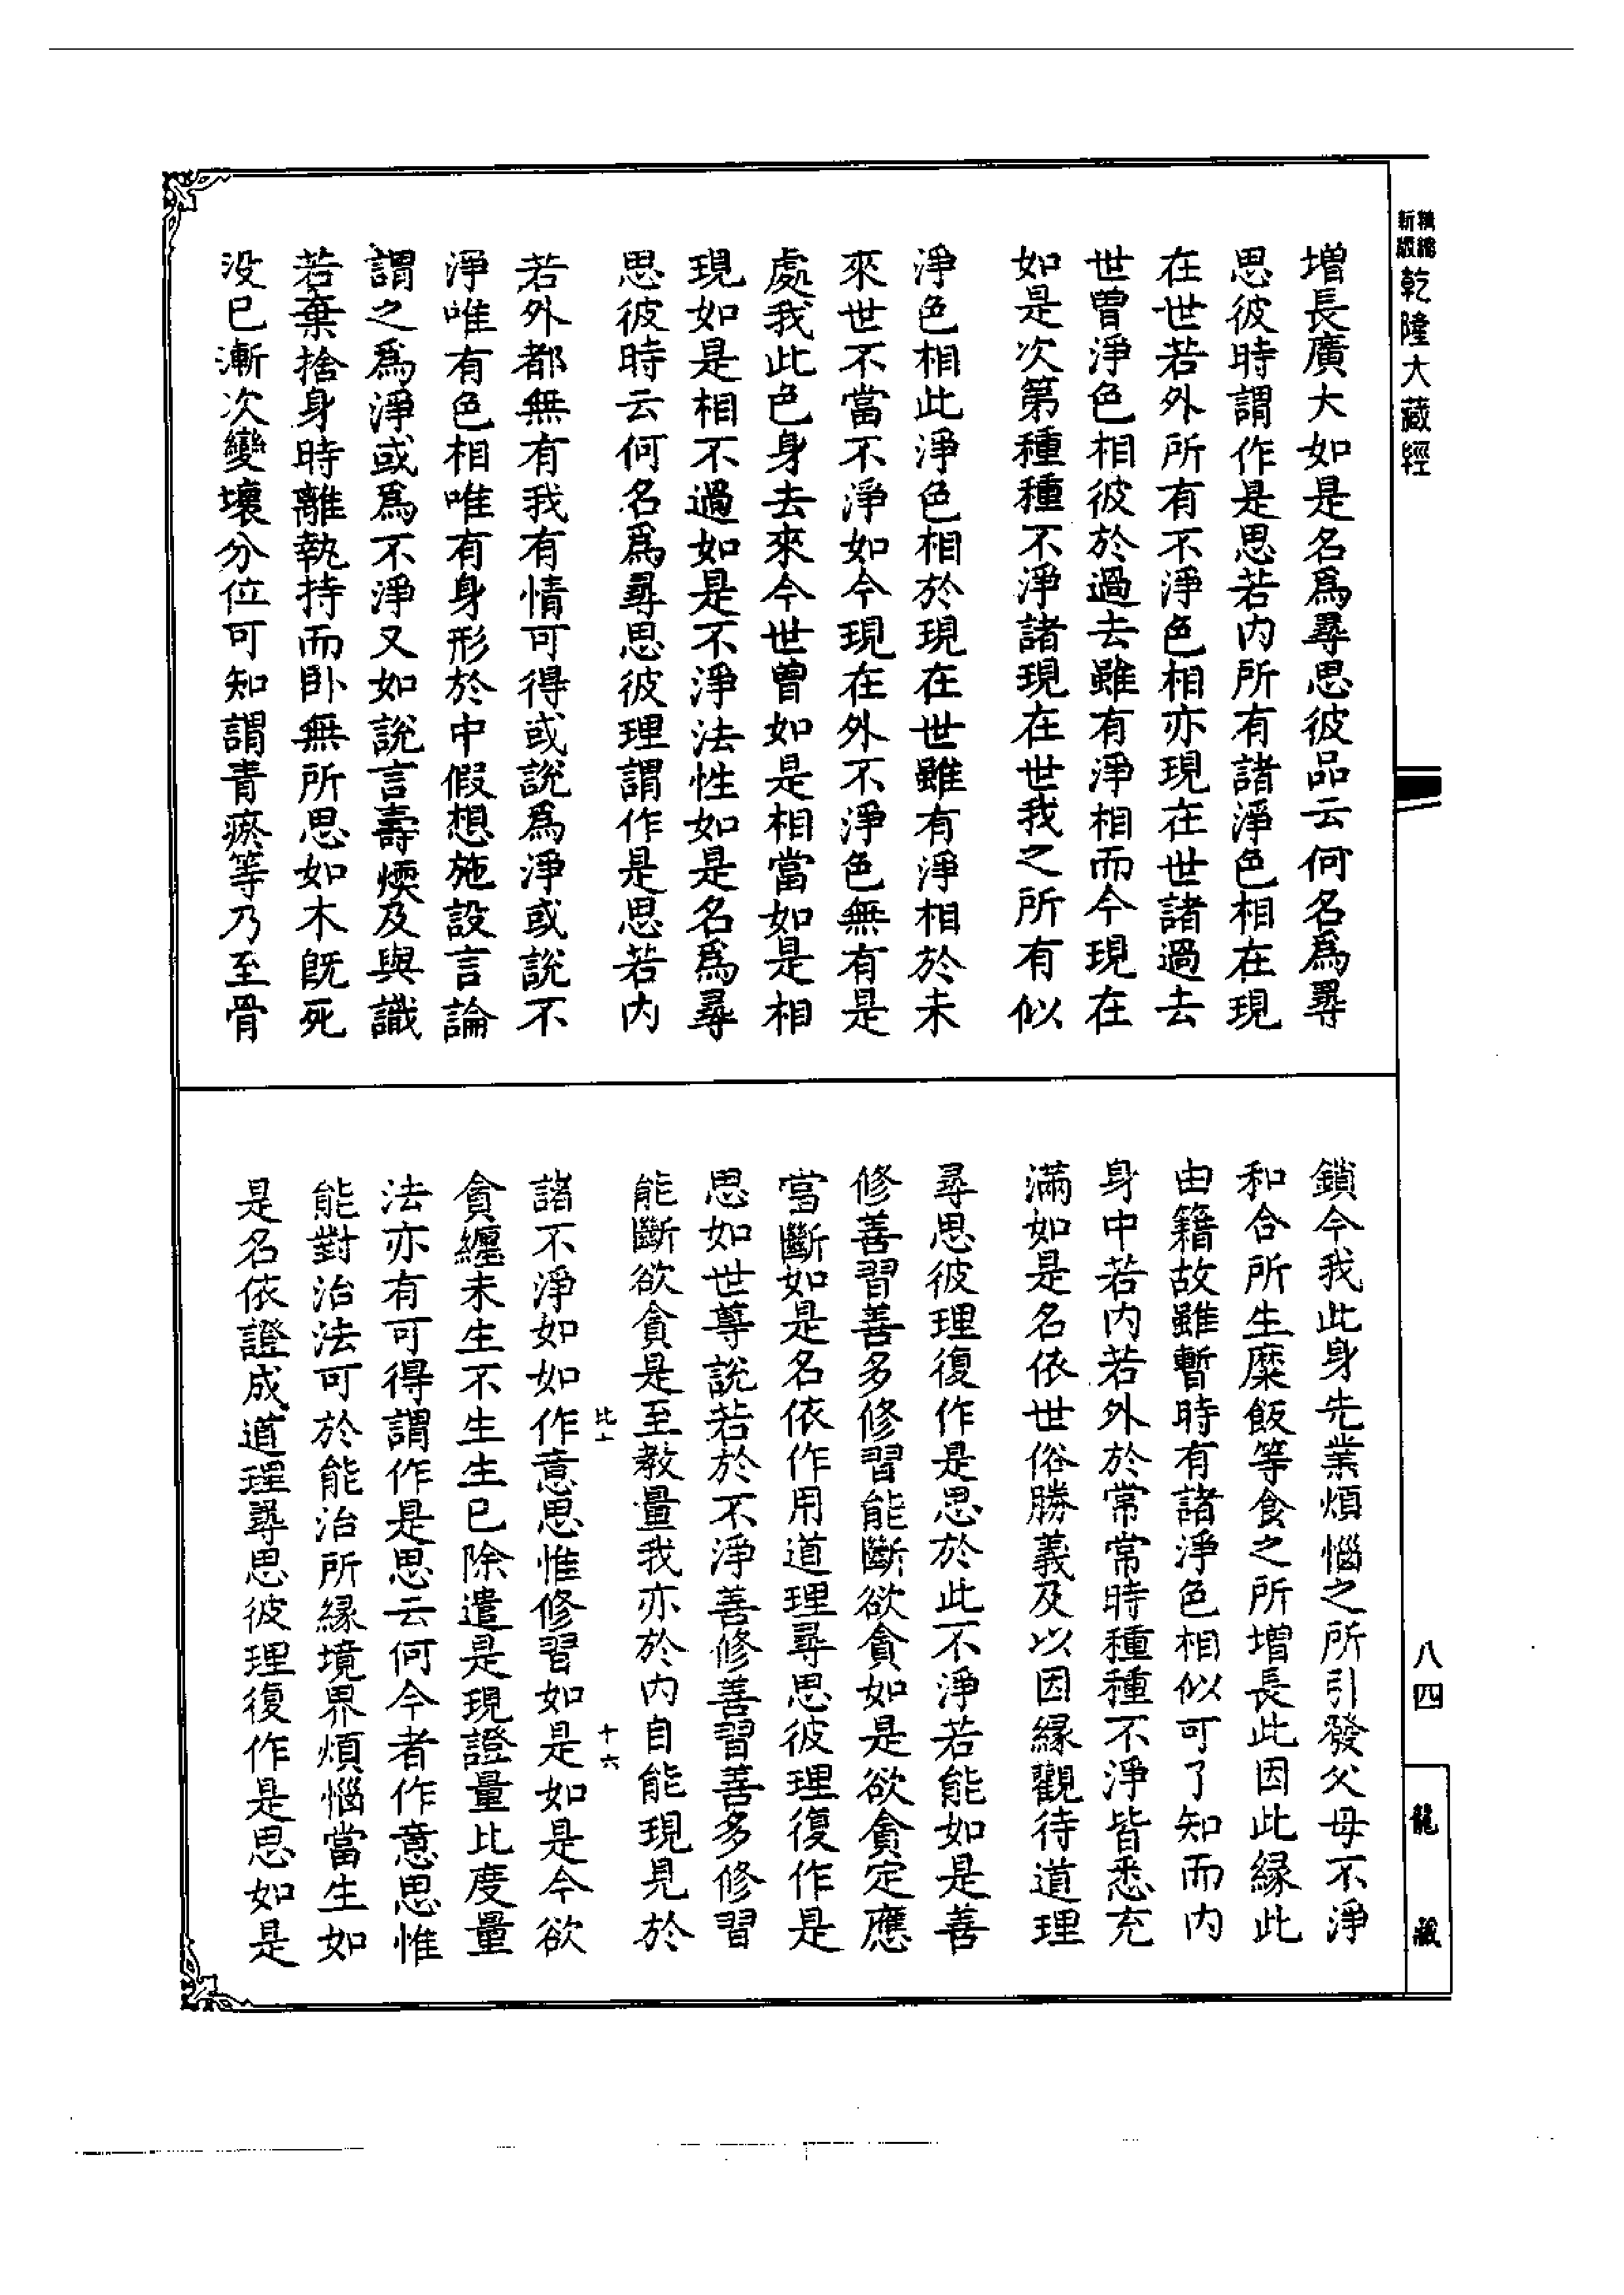 精縮
新版
乾隆大藏經
增長廣大如是名爲尋思彼品云何名爲尋
思彼時謂作是思若內所有諸淨色相在現
在世若外所有不淨色相亦現在世諸過去
世曾淨色相彼於過去雖有淨相而今現在
如是次第種種不淨諸現在世我之所有似
淨色相此淨色相於現在世雖有淨相於未
來世不當不淨如今現在外不淨色無有是
處我此色身去來今世曾如是相當如是相
現如是相不過如是不淨法性如是名爲尋
思彼時云何名爲尋思彼理謂作是思若內
若外都無有我有情可得或說爲淨或說不
淨唯有色相唯有身形於中假想施設言論
謂之爲淨或爲不淨又如說言壽煖及與識
若棄捨身時離執持而臥無所思如木既死
沒已漸次變壞分位可知謂青瘀等乃至骨
鎖今我此身先業煩惱之所引發父母不淨
和合所生糜飯等食之所增長此因此緣此
由籍故雖暫時有諸淨色相似可了知而內
身中若內若外於常常時種種不淨皆悉充
滿如是名依世俗勝義及以因緣觀待道理
尋思彼理復作是思於此不淨若能如是善
修善習善多修習能斷欲貪如是欲貪定應
當斷如是名依作用道理尋思彼理復作是
思如世尊說若於不淨善修善習善多修習
能斷欲貪是至教量我亦於內自能現見於
比十 十六
諸不淨如如作意思惟修習如是如是今欲
貪纏未生不生生已除遣是現證量比度量
法亦有可得謂作是思云何今者作意思惟
能對治法可於能治所緣境界煩惱當生如
是名依證成道理尋思彼理復作是思如是
八四
龍藏